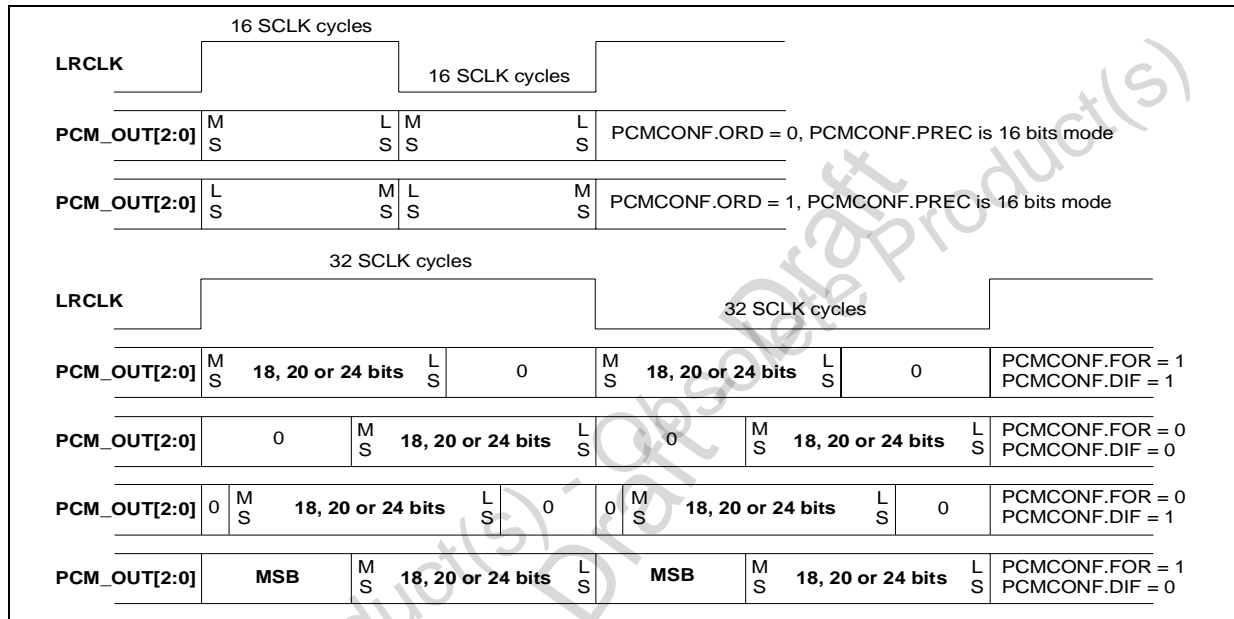 16 SCLK cycles
LRCLK
16 SCLK cycles
PCM_OUT[2:0] M S L S M S L S PCMCONF.ORD = 0, PCMCONF.PREC is 16 bits mode
PCM_OUT[2:0] L S M S L S M S PCMCONF.ORD = 1, PCMCONF.PREC is 16 bits mode
32 SCLK cycles
LRCLK
32 SCLK cycles
PCM_OUT[2:0] M S 18, 20 or 24 bits L S 0 M S 18, 20 or 24 bits L S 0 PCMCONF.FOR = 1
PCMCONF.DIF = 1
PCM_OUT[2:0] 0 M S 18, 20 or 24 bits L S 0 M S 18, 20 or 24 bits L S PCMCONF.FOR = 0
PCMCONF.DIF = 0
PCM_OUT[2:0] 0 M S 18, 20 or 24 bits L S 0 0 M S 18, 20 or 24 bits L S 0 PCMCONF.FOR = 0
PCMCONF.DIF = 1
PCM_OUT[2:0] MSB M S 18, 20 or 24 bits L S MSB M S 18, 20 or 24 bits L S PCMCONF.FOR = 1
PCMCONF.DIF = 0
duct(s) - Obsolete Product(s)
Draft Draft